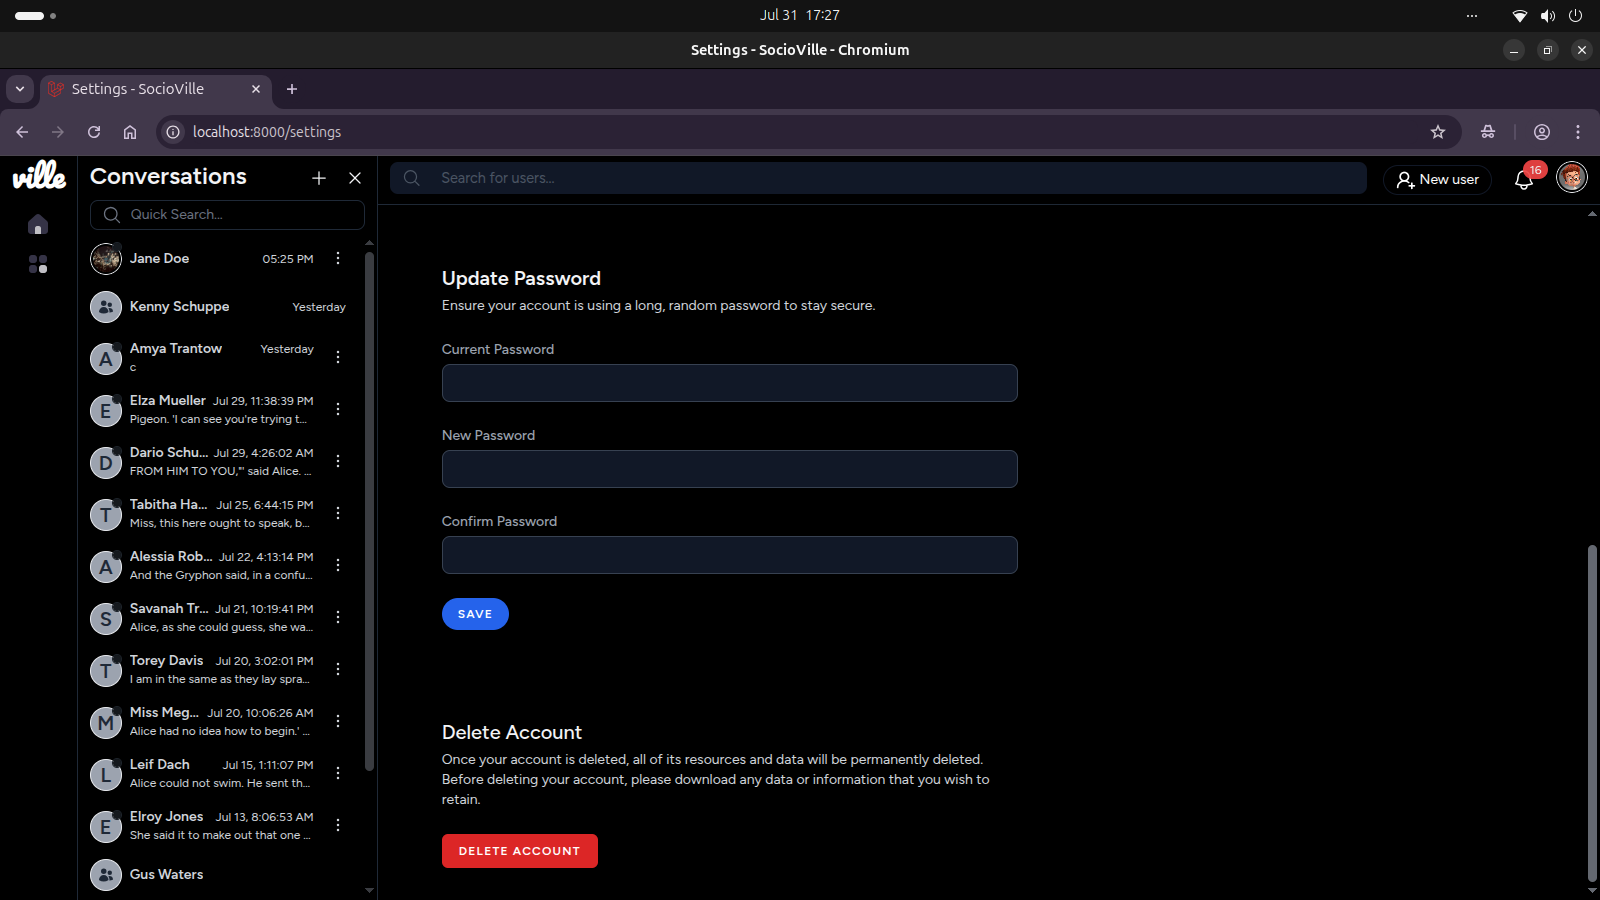 Jul 31 17:27
Settings - SocioVille - Chromium
Settings - SocioVille
localhost:8000/settings
ville
Conversations
Search for users...
New user
16
Quick Search...
Jane Doe 05:25 PM
Kenny Schuppe Yesterday
Amya Trantow Yesterday
A
c
Elza Mueller Jul 29, 11:38:39 PM
E
Pigeon. 'I can see you're trying t...
Dario Schu... Jul 29, 4:26:02 AM
D
FROM HIM TO YOU,"' said Alice. ...
Tabitha Ha... Jul 25, 6:44:15 PM
T
Miss, this here ought to speak, b...
Alessia Rob... Jul 22, 4:13:14 PM
A
And the Gryphon said, in a confu...
Savanah Tr... Jul 21, 10:19:41 PM
S
Alice, as she could guess, she wa...
Torey Davis Jul 20, 3:02:01 PM
T
I am in the same as they lay spra...
Miss Meg... Jul 20, 10:06:26 AM
M
Alice had no idea how to begin.' ...
Leif Dach Jul 15, 1:11:07 PM
L
Alice could not swim. He sent th...
Elroy Jones Jul 13, 8:06:53 AM
E
She said it to make out that one ...
Gus Waters
Update Password
Ensure your account is using a long, random password to stay secure.
Current Password
New Password
Confirm Password
SAVE
Delete Account
Once your account is deleted, all of its resources and data will be permanently deleted.
Before deleting your account, please download any data or information that you wish to
retain.
DELETE ACCOUNT